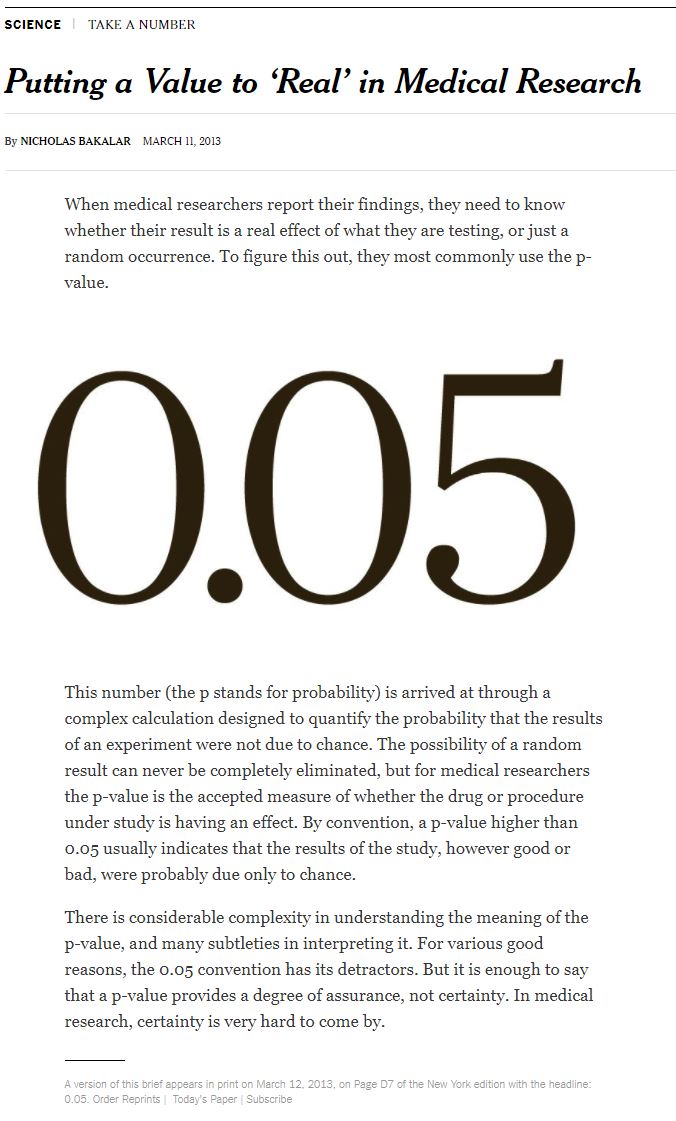 SCIENCE | TAKE A NUMBER
Putting a Value to ‘Real’ in Medical Research
By NICHOLAS BAKALAR MARCH 11, 2013
When medical researchers report their findings, they need to know
whether their result is a real effect of what they are testing, or just a
random occurrence. To figure this out, they most commonly use the p-
value.
0.05
This number (the p stands for probability) is arrived at through a
complex calculation designed to quantify the probability that the results
of an experiment were not due to chance. The possibility of a random
result can never be completely eliminated, but for medical researchers
the p-value is the accepted measure of whether the drug or procedure
under study is having an effect. By convention, a p-value higher than
0.05 usually indicates that the results of the study, however good or
bad, were probably due only to chance.
There is considerable complexity in understanding the meaning of the
p-value, and many subtleties in interpreting it. For various good
reasons, the 0.05 convention has its detractors. But it is enough to say
that a p-value provides a degree of assurance, not certainty. In medical
research, certainty is very hard to come by.
A version of this brief appears in print on March 12, 2013, on Page D7 of the New York edition with the headline:
0.05. Order Reprints | Today's Paper | Subscribe